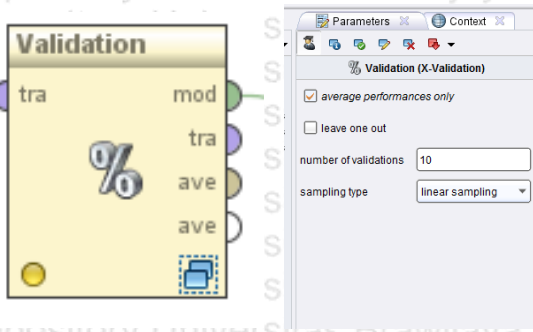 Validation
tra
mod
tra
ave
ave
%
Parameters
Context
% Validation (X-Validation)
average performances only
leave one out
number of validations 10
sampling type linear sampling